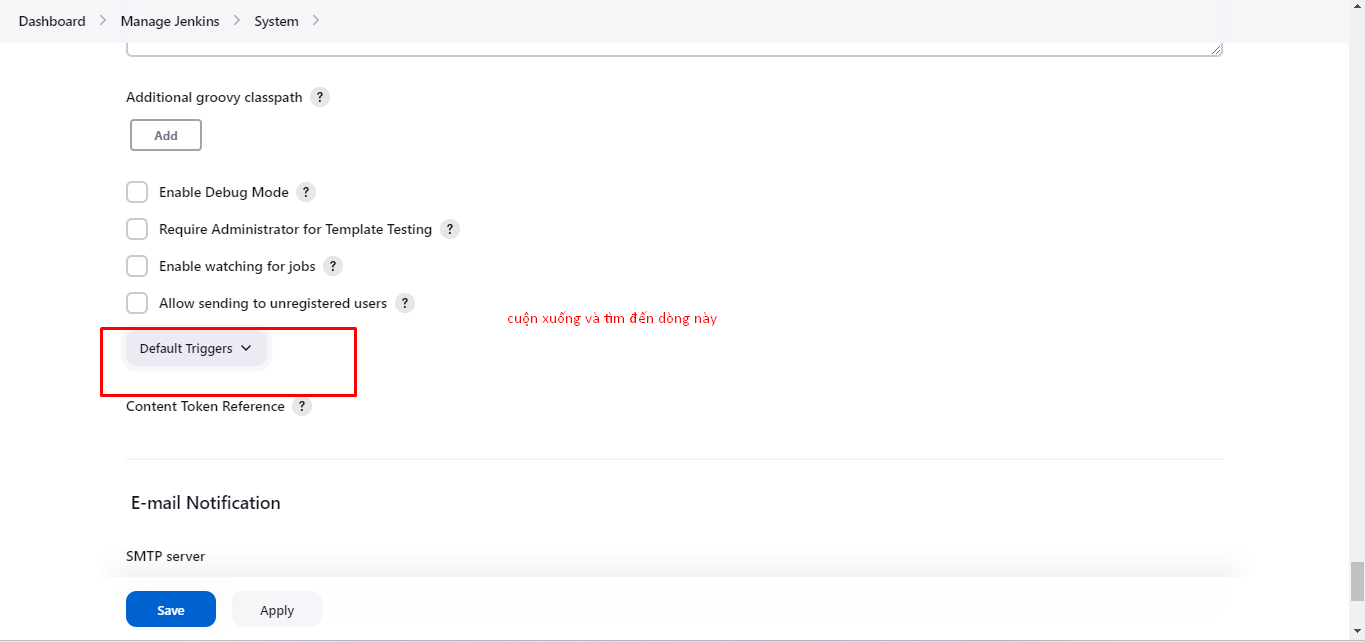 Dashboard > Manage Jenkins > System >
Additional groovy classpath ?
Add
Enable Debug Mode ?
Require Administrator for Template Testing ?
Enable watching for jobs ?
Allow sending to unregistered users ?
cuộn xuống và tìm đến dòng này
Default Triggers
Content Token Reference ?
E-mail Notification
SMTP server
Save Apply